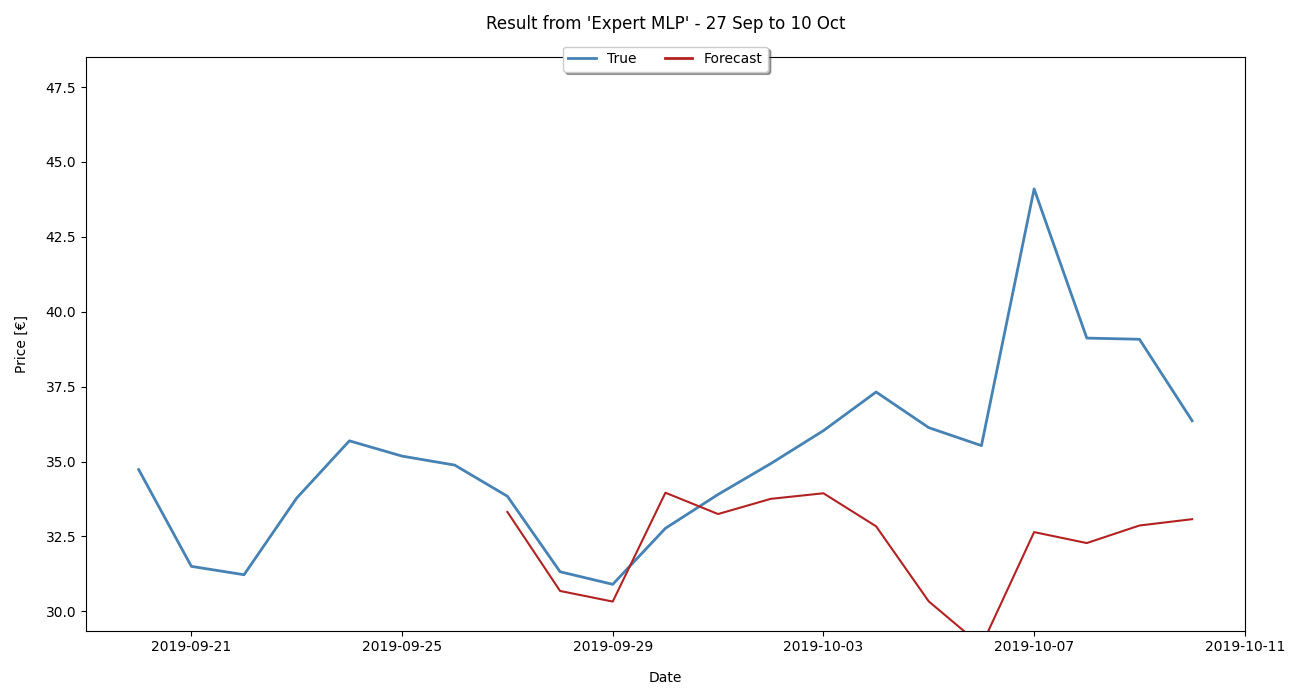 Result from 'Expert MLP' - 27 Sep to 10 Oct
True Forecast
47.5
45.0
42.5
40.0
37.5
35.0
32.5
30.0
Price [€]
2019-09-21 2019-09-25 2019-09-29 2019-10-03 2019-10-07 2019-10-11
Date